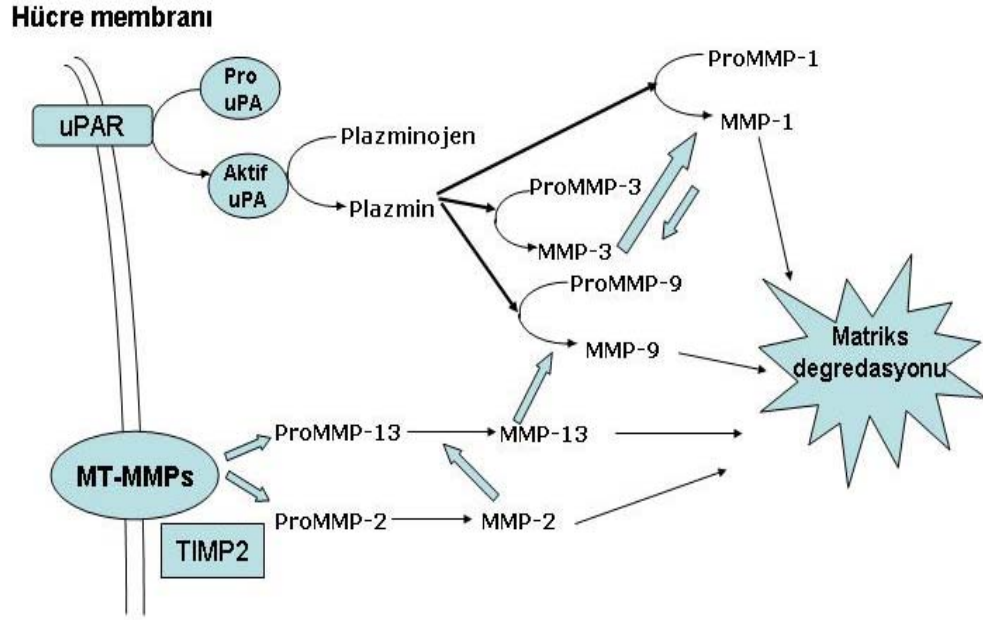 Hücre membranı
uPAR
Pro
uPA
Aktif
uPA
Plazminojen
Plazmin
ProMMP-1
MMP-1
ProMMP-3
MMP-3
ProMMP-9
MMP-9
Matriks
degredasyonu
MT-MMPs
ProMMP-13
MMP-13
ProMMP-2
MMP-2
TIMP2